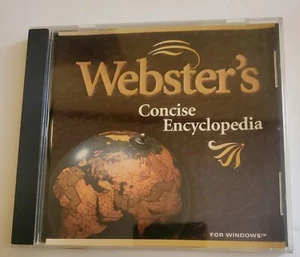 Webster's
Concise
Encyclopedia
FOR WINDOWS™